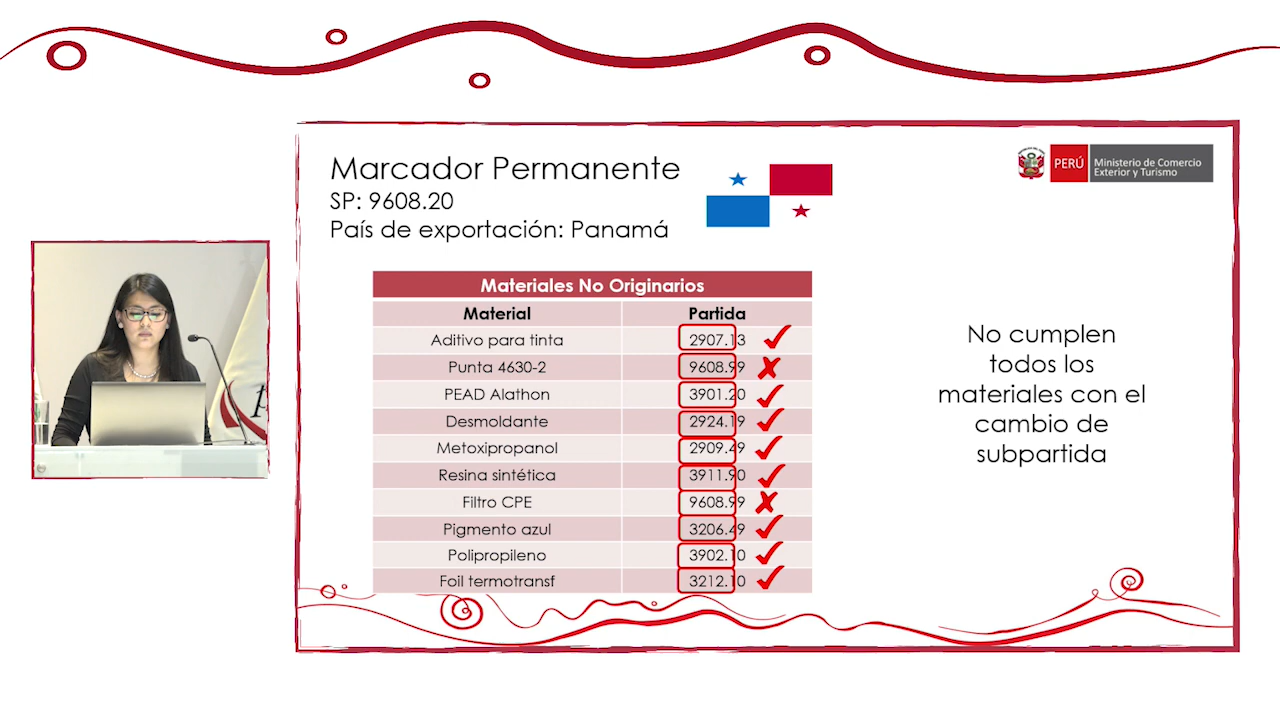 Marcador Permanente
SP: 9608.20
País de exportación: Panamá
PERÚ
Ministerio de Comercio
Exterior y Turismo
Materiales No Originarios
Material Partida
Aditivo para tinta 2907.13
Punta 4630-2 9608.99
PEAD Alathon 3901.20
Desmoldante 2924.19
Metoxipropanol 2909.49
Resina sintética 3911.90
Filtro CPE 9608.99
Pigmento azul 3206.49
Polipropileno 3902.10
Foil termotransf 3212.10
No cumplen
todos los
materiales con el
cambio de
subpartida